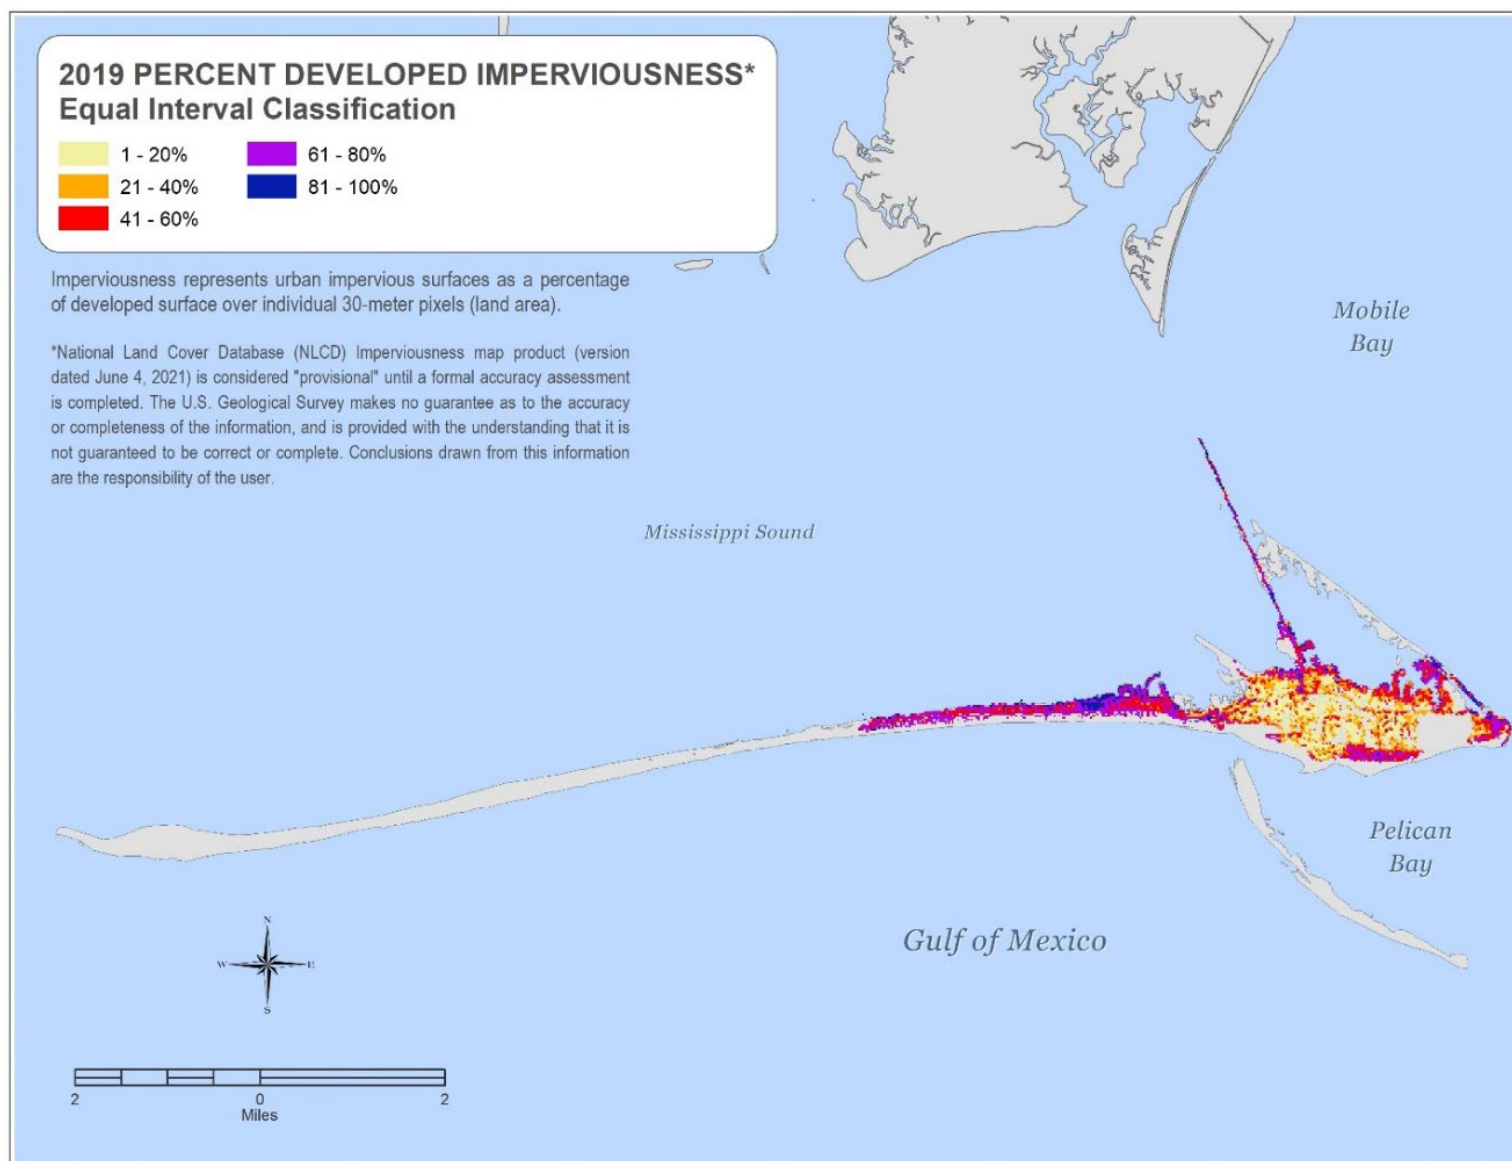 2019 PERCENT DEVELOPED IMPERVIOUSNESS*
Equal Interval Classification
1 - 20%
21 - 40%
41 - 60%
61 - 80%
81 - 100%
Imperviousness represents urban impervious surfaces as a percentage
of developed surface over individual 30-meter pixels (land area).
*National Land Cover Database (NLCD) Imperviousness map product (version
dated June 4, 2021) is considered "provisional" until a formal accuracy assessment
is completed. The U.S. Geological Survey makes no guarantee as to the accuracy
or completeness of the information, and is provided with the understanding that it is
not guaranteed to be correct or complete. Conclusions drawn from this information
are the responsibility of the user.
Mobile
Bay
Mississippi Sound
Pelican
Bay
Gulf of Mexico
N
W E
S
2 0 2
Miles